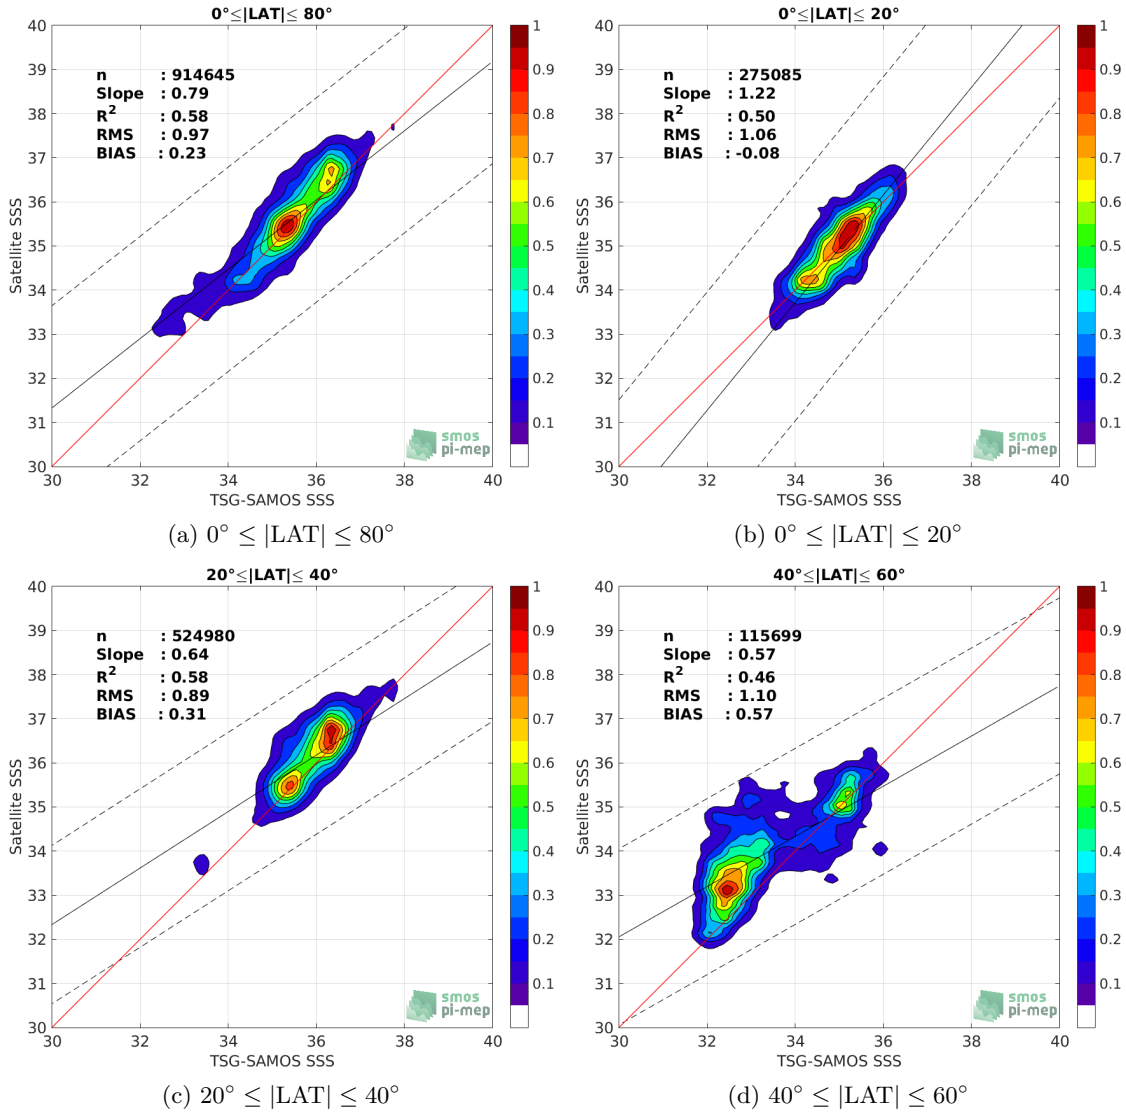 0°≤|LAT|≤ 80°
n : 914645
Slope : 0.79
R² : 0.58
RMS : 0.97
BIAS : 0.23
40
39
38
37
36
35
34
33
32
31
30
Satellite SSS
30 32 34 36 38 40
TSG-SAMOS SSS
1
0.9
0.8
0.7
0.6
0.5
0.4
0.3
0.2
0.1
smos
pi-mep
(a) 0° ≤ |LAT| ≤ 80°
0°≤|LAT|≤ 20°
n : 275085
Slope : 1.22
R² : 0.50
RMS : 1.06
BIAS : -0.08
40
39
38
37
36
35
34
33
32
31
30
Satellite SSS
30 32 34 36 38 40
TSG-SAMOS SSS
1
0.9
0.8
0.7
0.6
0.5
0.4
0.3
0.2
0.1
smos
pi-mep
(b) 0° ≤ |LAT| ≤ 20°
20°≤|LAT|≤ 40°
n : 524980
Slope : 0.64
R² : 0.58
RMS : 0.89
BIAS : 0.31
40
39
38
37
36
35
34
33
32
31
30
Satellite SSS
30 32 34 36 38 40
TSG-SAMOS SSS
1
0.9
0.8
0.7
0.6
0.5
0.4
0.3
0.2
0.1
smos
pi-mep
(c) 20° ≤ |LAT| ≤ 40°
40°≤|LAT|≤ 60°
n : 115699
Slope : 0.57
R² : 0.46
RMS : 1.10
BIAS : 0.57
40
39
38
37
36
35
34
33
32
31
30
Satellite SSS
30 32 34 36 38 40
TSG-SAMOS SSS
1
0.9
0.8
0.7
0.6
0.5
0.4
0.3
0.2
0.1
smos
pi-mep
(d) 40° ≤ |LAT| ≤ 60°